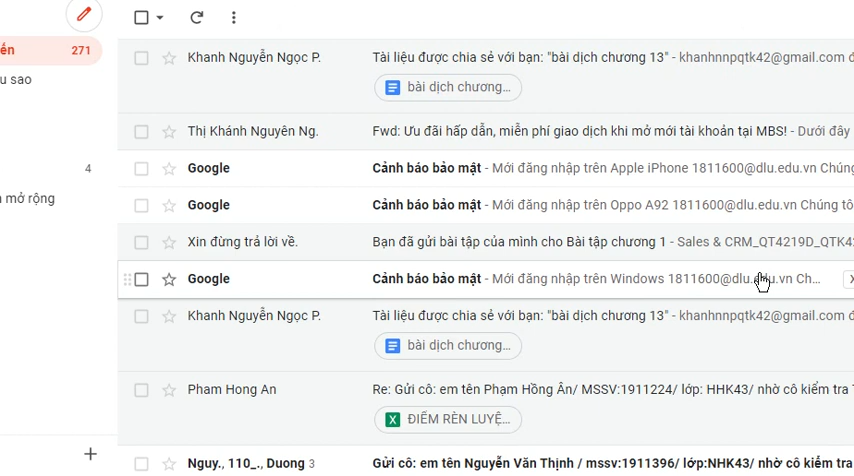 ến 271
u sao
4
mở rộng
Khanh Nguyễn Ngọc P. Tài liệu được chia sẻ với bạn: "bài dịch chương 13" - khanhnnpqtk42@gmail.com đ
bài dịch chương...
Thị Khánh Nguyên Ng. Fwd: Ưu đãi hấp dẫn, miễn phí giao dịch khi mở mới tài khoản tại MBS! - Dưới đây
Google Cảnh báo bảo mật - Mới đăng nhập trên Apple iPhone 1811600@dlu.edu.vn Chúng
Google Cảnh báo bảo mật - Mới đăng nhập trên Oppo A92 1811600@dlu.edu.vn Chúng tô
Xin đừng trả lời về. Bạn đã gửi bài tập của mình cho Bài tập chương 1 - Sales & CRM_QT4219D_QTK4
Google Cảnh báo bảo mật - Mới đăng nhập trên Windows 1811600@dlu.edu.vn Ch...
Khanh Nguyễn Ngọc P. Tài liệu được chia sẻ với bạn: "bài dịch chương 13" - khanhnnpqtk42@gmail.com đ
bài dịch chương...
Pham Hong An Re: Gửi cô: em tên Phạm Hồng Ân/ MSSV:1911224/ lớp: HHK43/ nhờ cô kiểm tra
X ĐIỂM RÈN LUYỆ...
Nguy., 110_., Duong 3 Gửi cô: em tên Nguyễn Văn Thịnh / mssv:1911396/ lớp:NHK43/ nhờ cô kiểm tra